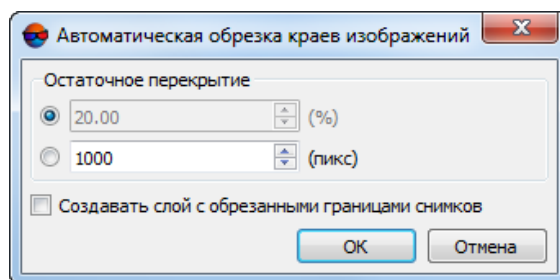 Автоматическая обрезка краев изображений
Остаточное перекрытие
20.00 (%)
1000 (пикс)
Создавать слой с обрезанными границами снимков
OK Отмена